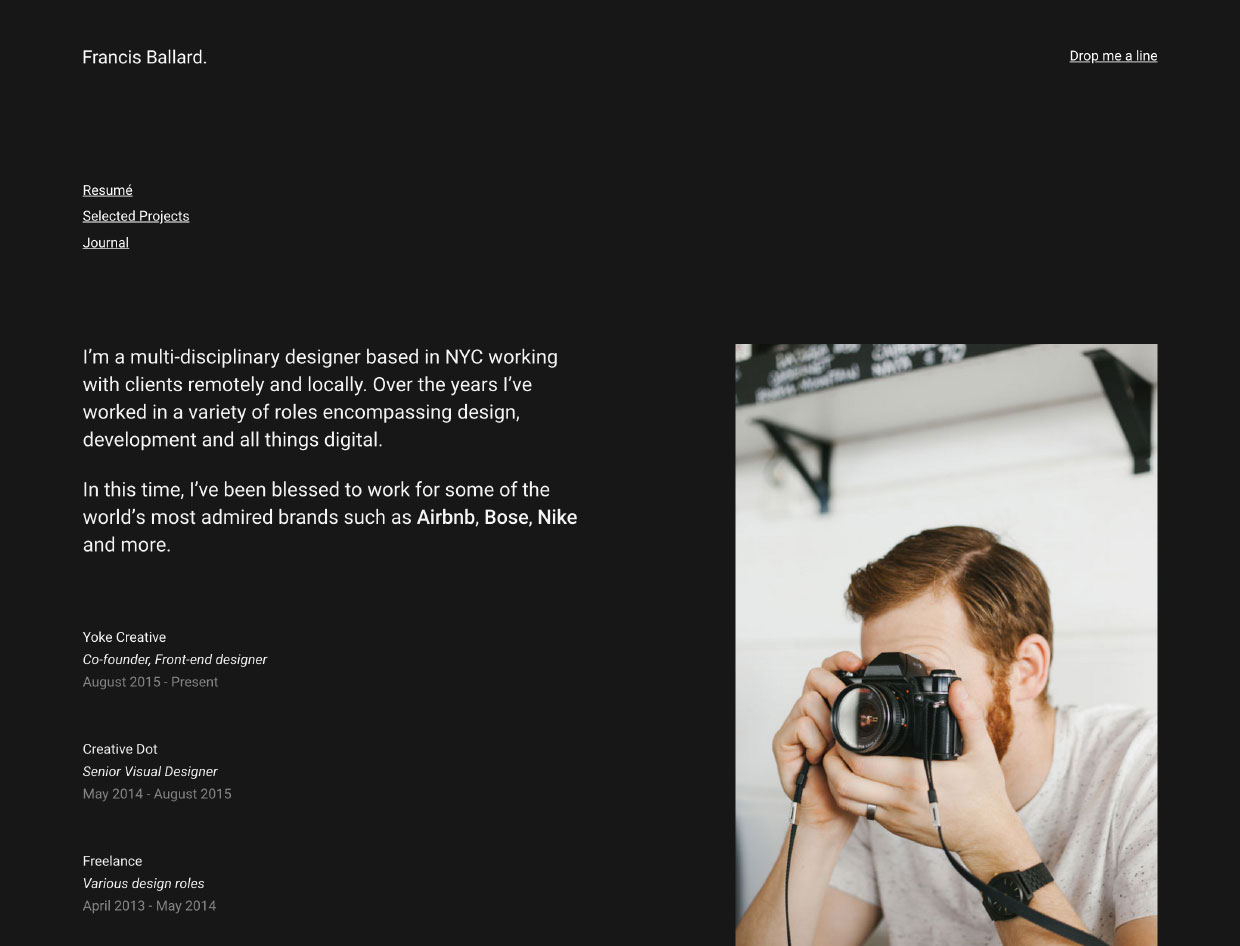 Francis Ballard.
Drop me a line
Resumé
Selected Projects
Journal
I’m a multi-disciplinary designer based in NYC working
with clients remotely and locally. Over the years I’ve
worked in a variety of roles encompassing design,
development and all things digital.
In this time, I’ve been blessed to work for some of the
world’s most admired brands such as Airbnb, Bose, Nike
and more.
Yoke Creative
Co-founder, Front-end designer
August 2015 - Present
Creative Dot
Senior Visual Designer
May 2014 - August 2015
Freelance
Various design roles
April 2013 - May 2014